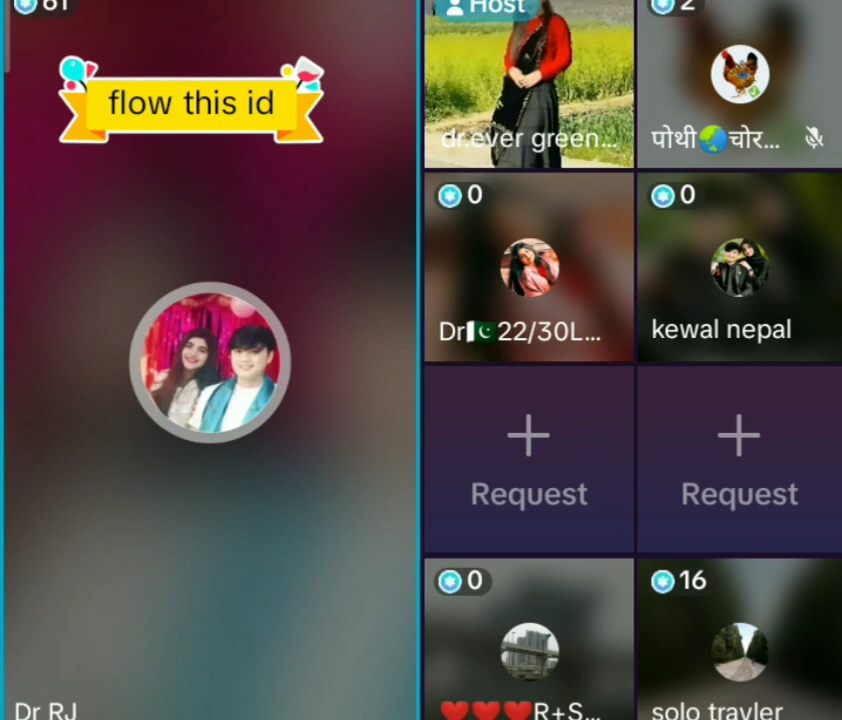 61
flow this id
Dr RJ
Host
dr.ever green...
2
पोथी🌏चोर...
0
Dr🇵🇰22/30L...
0
kewal nepal
Request
Request
0
❤️❤️❤️R+S...
16
solo travler